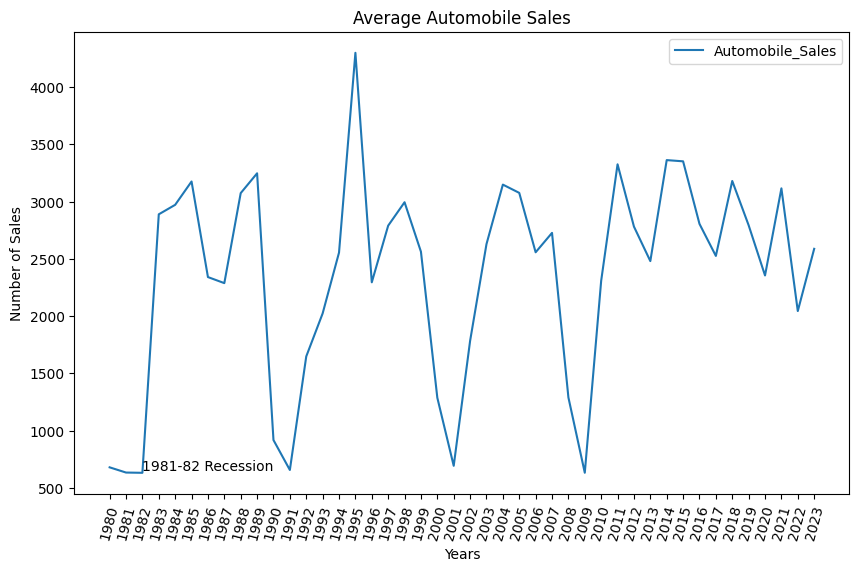 Average Automobile Sales
Automobile_Sales
Number of Sales
4000
3500
3000
2500
2000
1500
1000
500
1981-82 Recession
1980 1981 1982 1983 1984 1985 1986 1987 1988 1989 1990 1991 1992 1993 1994 1995 1996 1997 1998 1999 2000 2001 2002 2003 2004 2005 2006 2007 2008 2009 2010 2011 2012 2013 2014 2015 2016 2017 2018 2019 2020 2021 2022 2023
Years